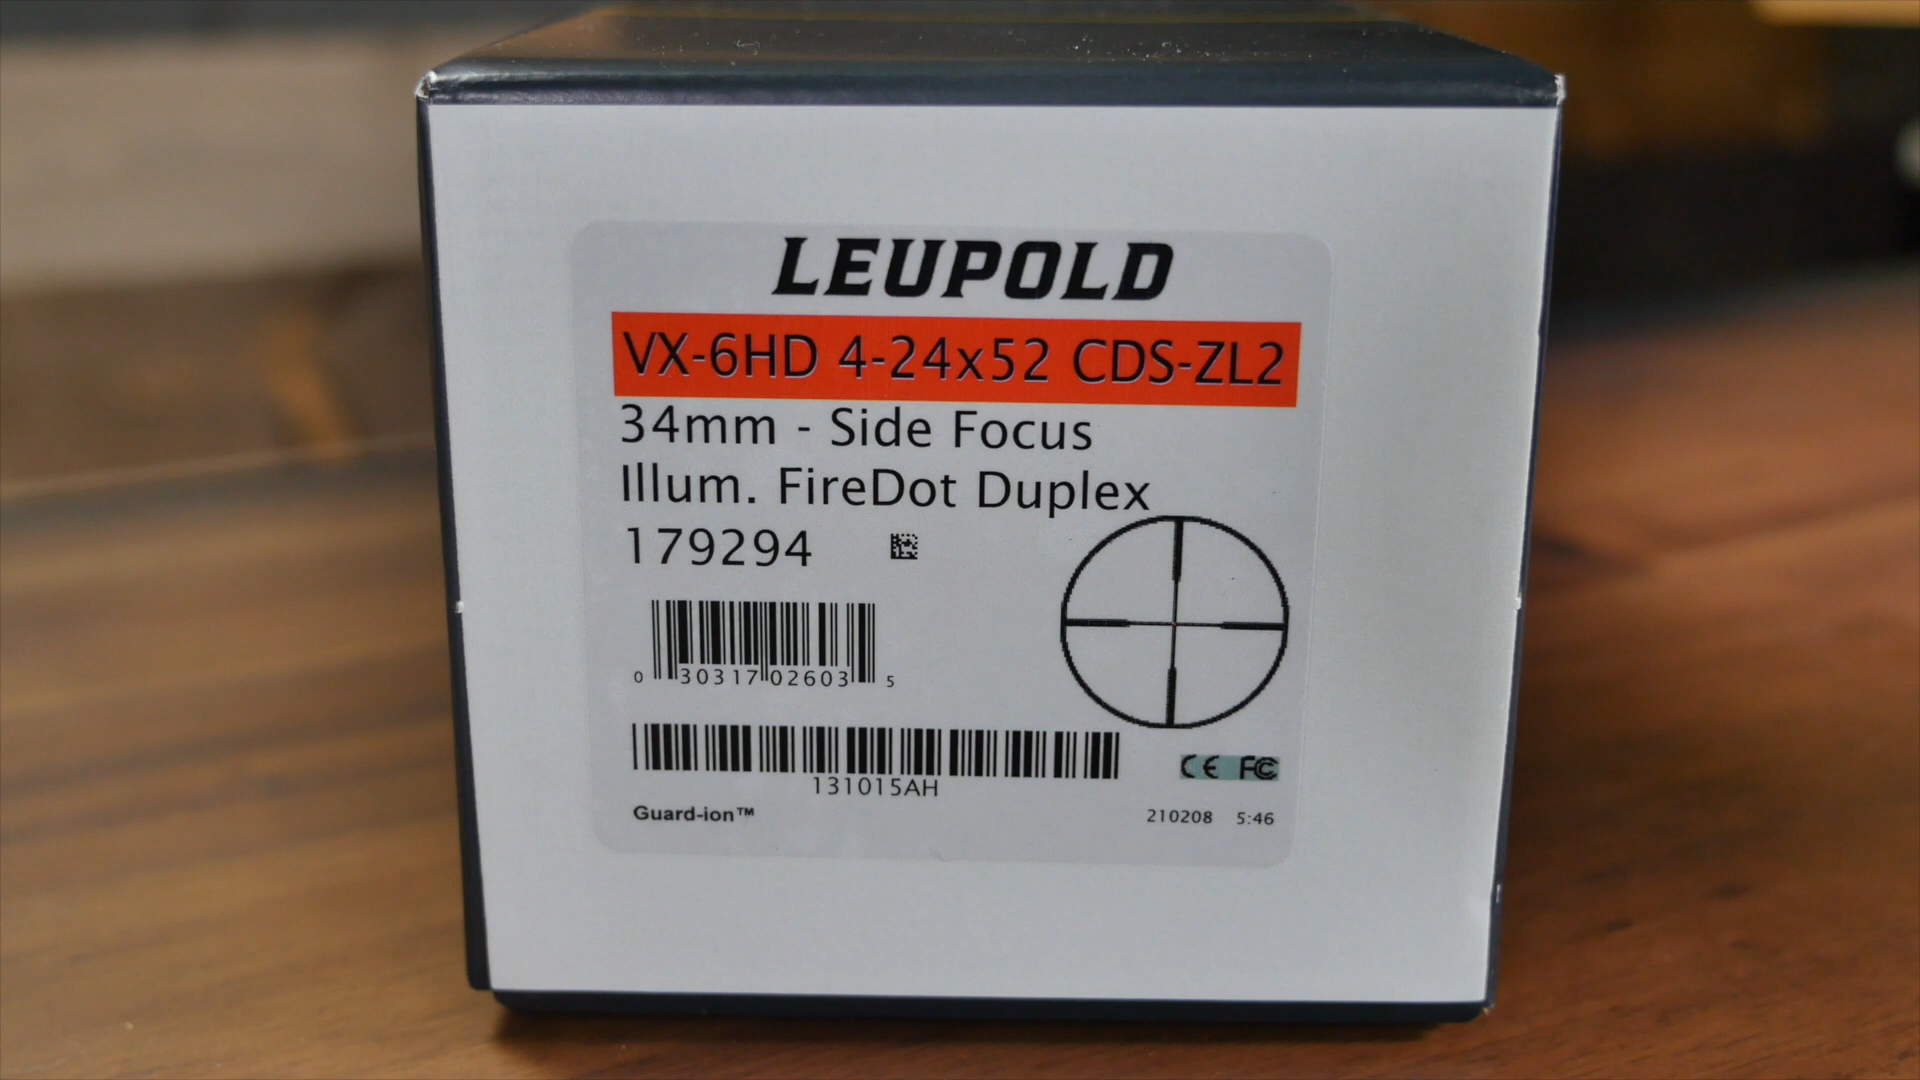 LEUPOLD
VX-6HD 4-24x52 CDS-ZL2
34mm - Side Focus
Illum. FireDot Duplex
179294
0 30317 02603 5
131015AH
CE FC
Guard-ion™
210208 5:46